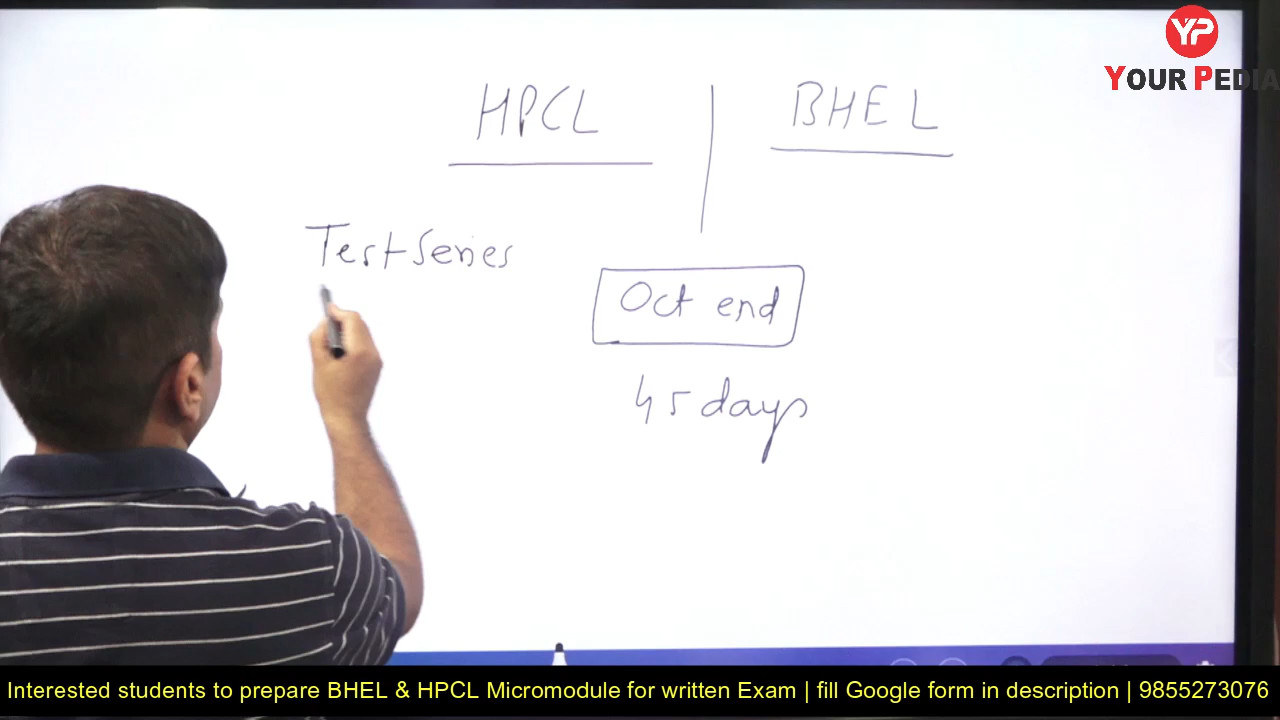 YP
YOUR PEDIA
HPCL
BHEL
Test Series
Oct end
45 days
Interested students to prepare BHEL & HPCL Micromodule for written Exam | fill Google form in description | 9855273076